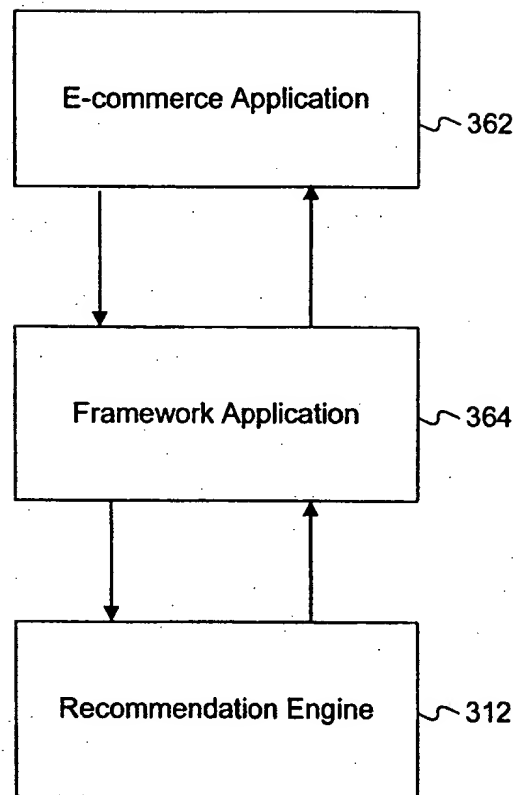 E-commerce Application
362
Framework Application
364
Recommendation Engine
312